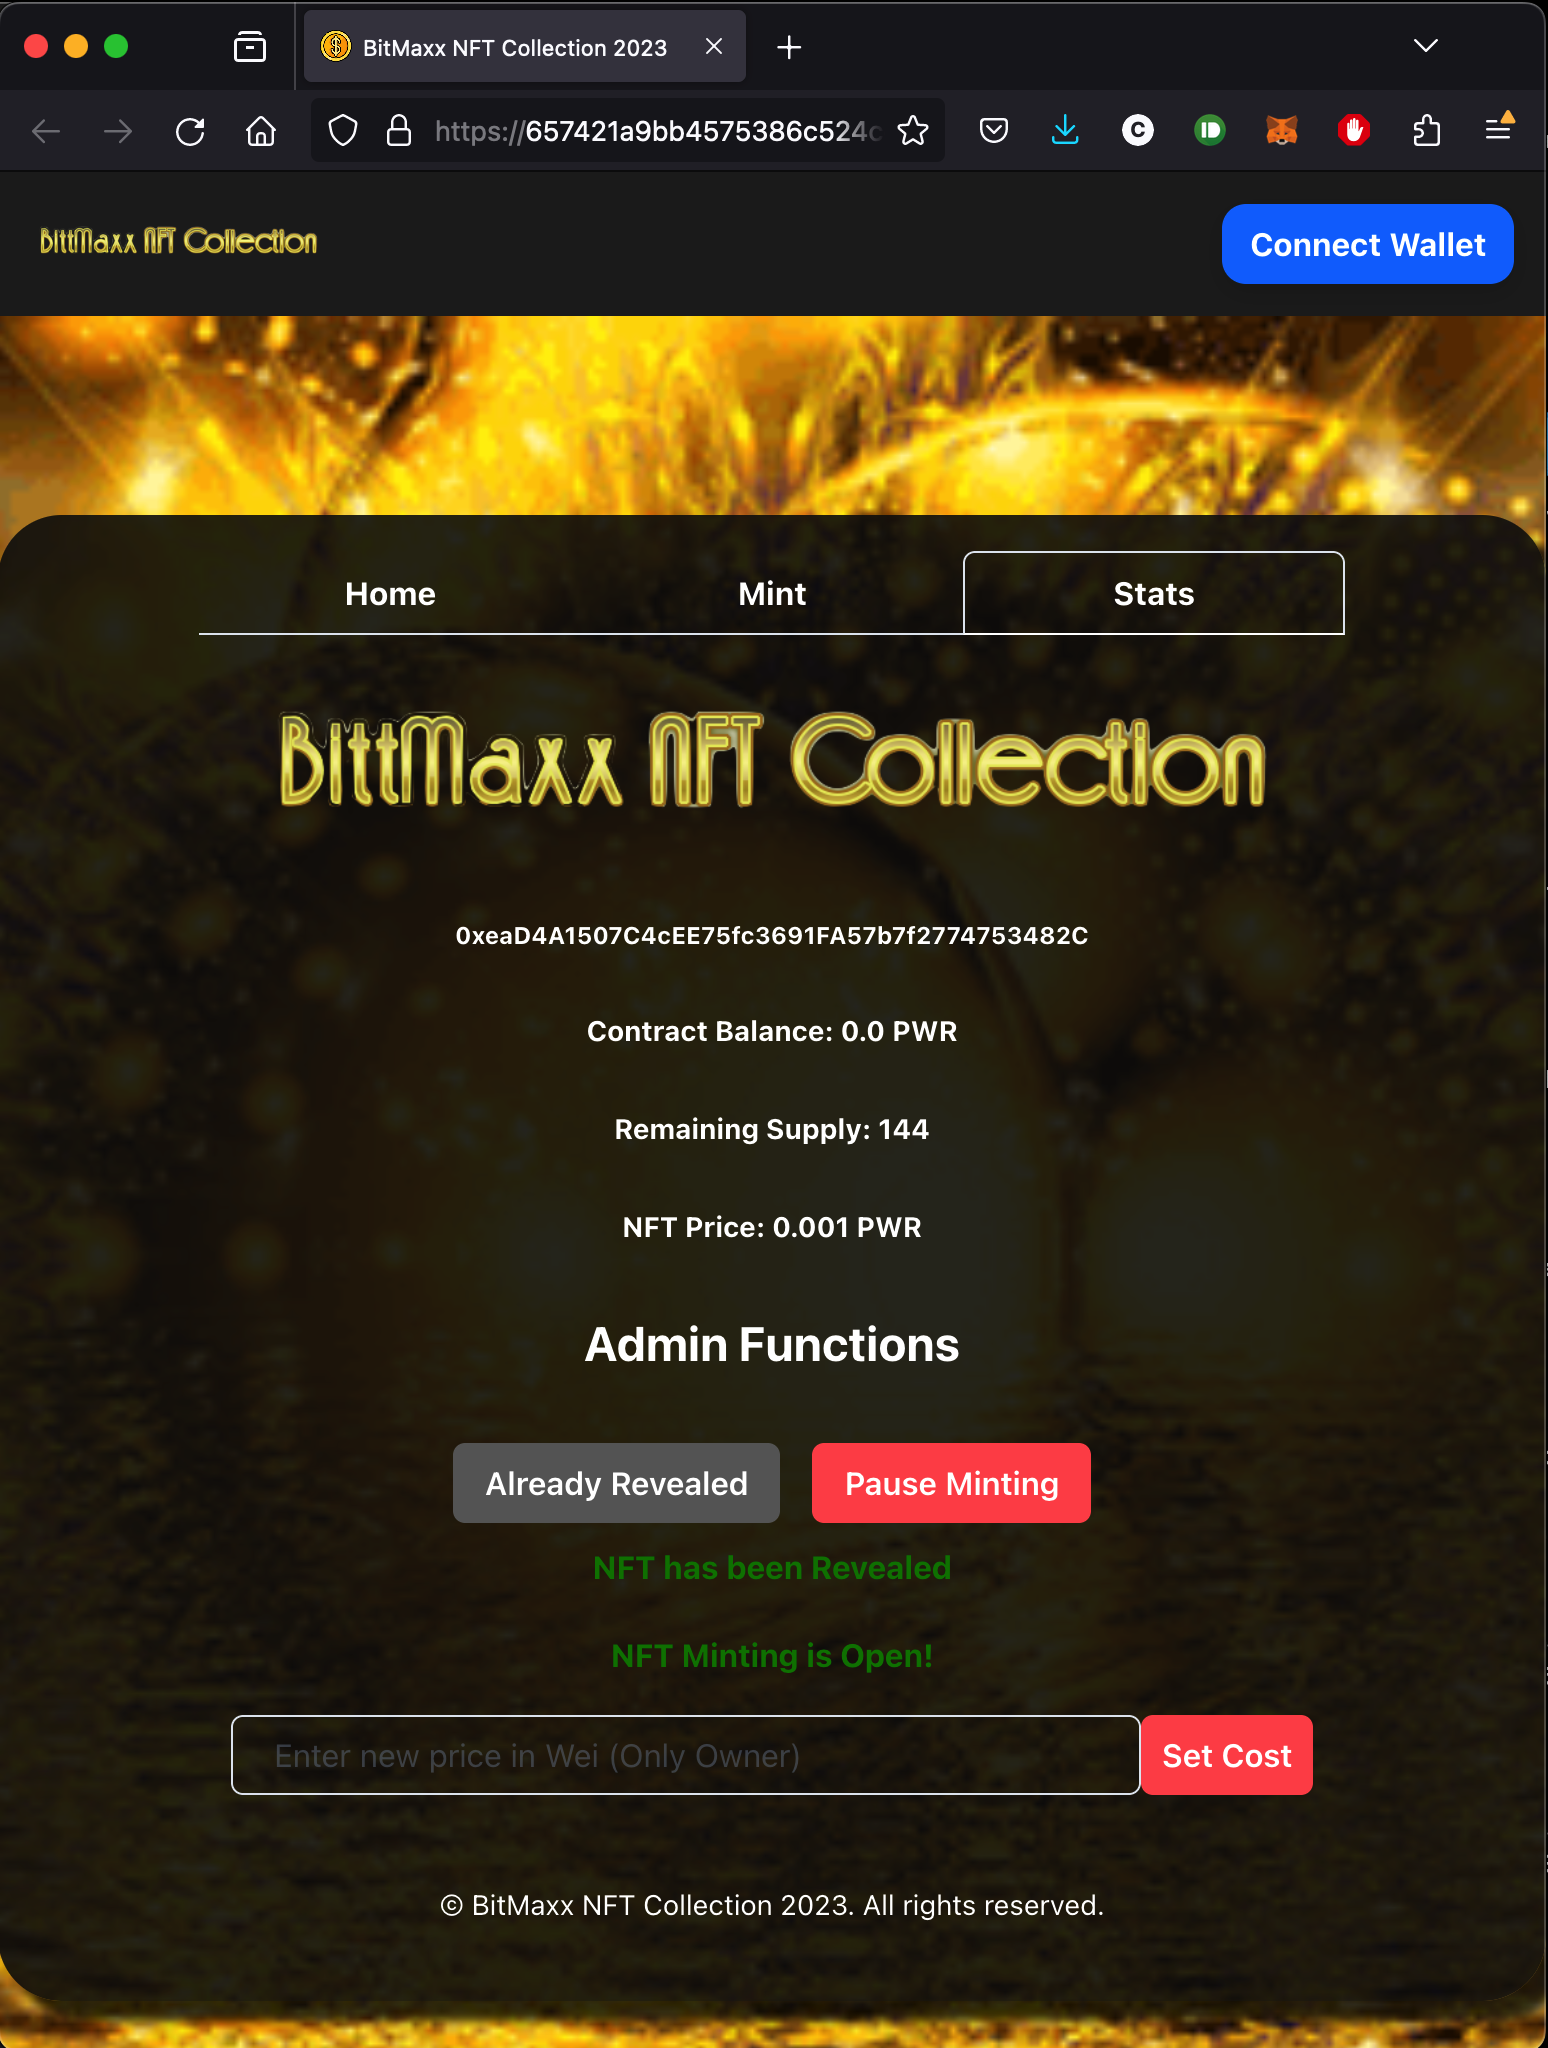 BitMaxx NFT Collection 2023
https://657421a9bb4575386c524c
BittMaxx NFT Collection
Connect Wallet
Home Mint Stats
BittMaxx NFT Collection
0xeaD4A1507C4cEE75fc3691FA57b7f2774753482C
Contract Balance: 0.0 PWR
Remaining Supply: 144
NFT Price: 0.001 PWR
Admin Functions
Already Revealed Pause Minting
NFT has been Revealed
NFT Minting is Open!
Enter new price in Wei (Only Owner) Set Cost
© BitMaxx NFT Collection 2023. All rights reserved.